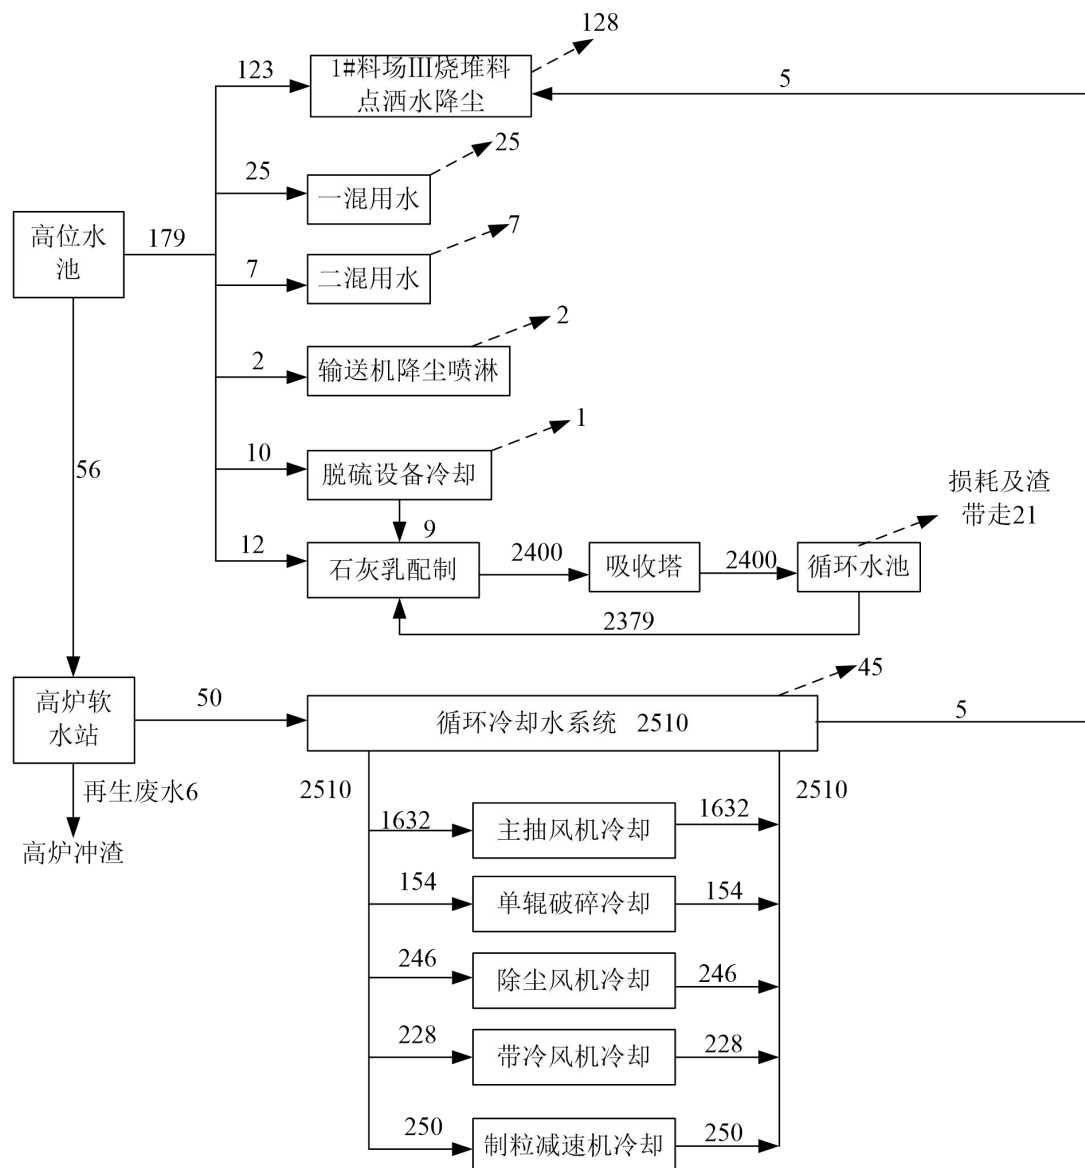 128
123
1#料场Ⅲ烧堆料
点洒水降尘
5
25
25
一混用水
高位水
池
179
7
7
二混用水
2
2
输送机降尘喷淋
1
10
脱硫设备冷却
56
9
损耗及渣
带走21
12
石灰乳配制
2400
吸收塔
2400
循环水池
2379
45
高炉软
水站
50
循环冷却水系统 2510
5
再生废水6
高炉冲渣
2510
2510
1632
主抽风机冷却
1632
154
单辊破碎冷却
154
246
除尘风机冷却
246
228
带冷风机冷却
228
250
制粒减速机冷却
250